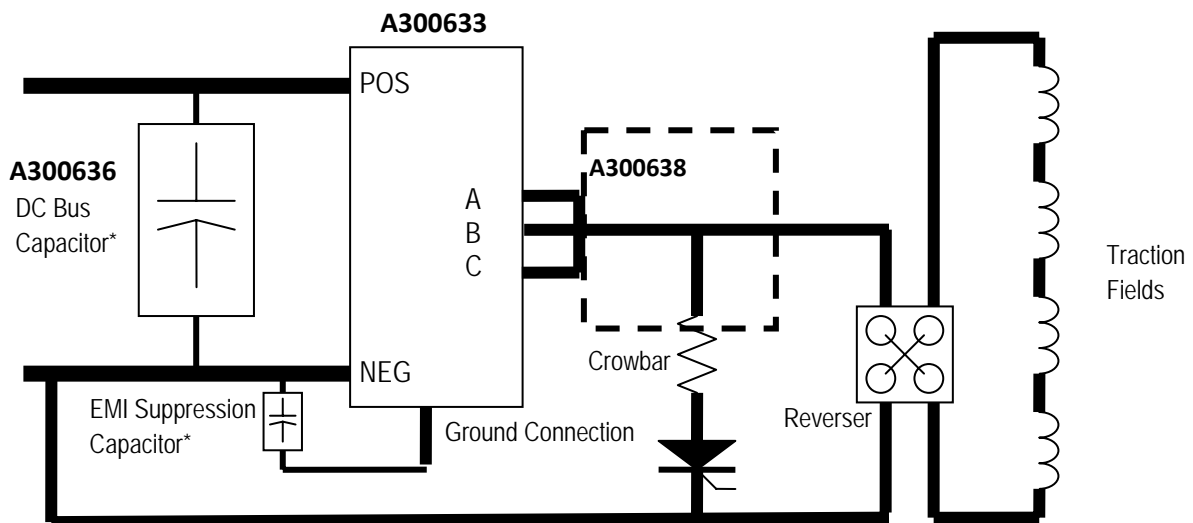 A300633
POS
A300636
DC Bus
Capacitor*
A300638
A
B
C
Traction
Fields
NEG
Crowbar
EMI Suppression
Capacitor*
Ground Connection
Reverser